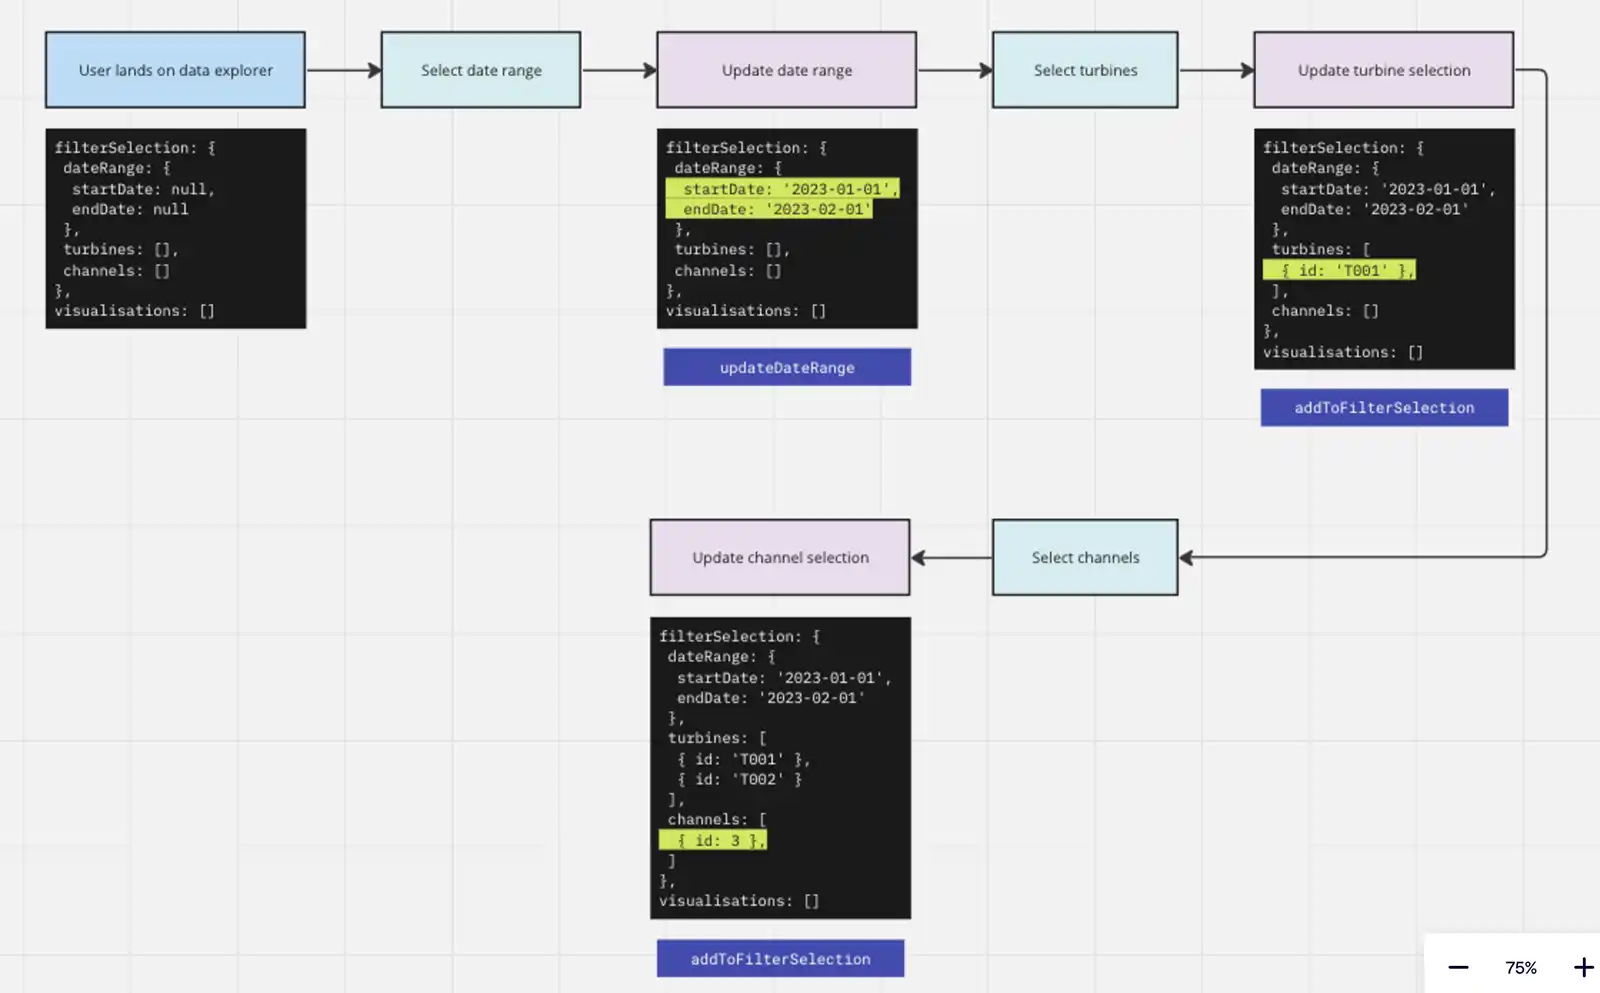 User lands on data explorer
Select date range
Update date range
Select turbines
Update turbine selection
filterSelection: {
dateRange: {
startDate: null,
endDate: null
},
turbines: [],
channels: []
},
visualisations: []
filterSelection: {
dateRange: {
startDate: '2023-01-01',
endDate: '2023-02-01'
},
turbines: [],
channels: []
},
visualisations: []
updateDateRange
filterSelection: {
dateRange: {
startDate: '2023-01-01',
endDate: '2023-02-01'
},
turbines: [
{ id: 'T001' },
],
channels: []
},
visualisations: []
addToFilterSelection
Update channel selection
Select channels
filterSelection: {
dateRange: {
startDate: '2023-01-01',
endDate: '2023-02-01'
},
turbines: [
{ id: 'T001' },
{ id: 'T002' }
],
channels: [
{ id: 3 },
]
},
visualisations: []
addToFilterSelection
75%